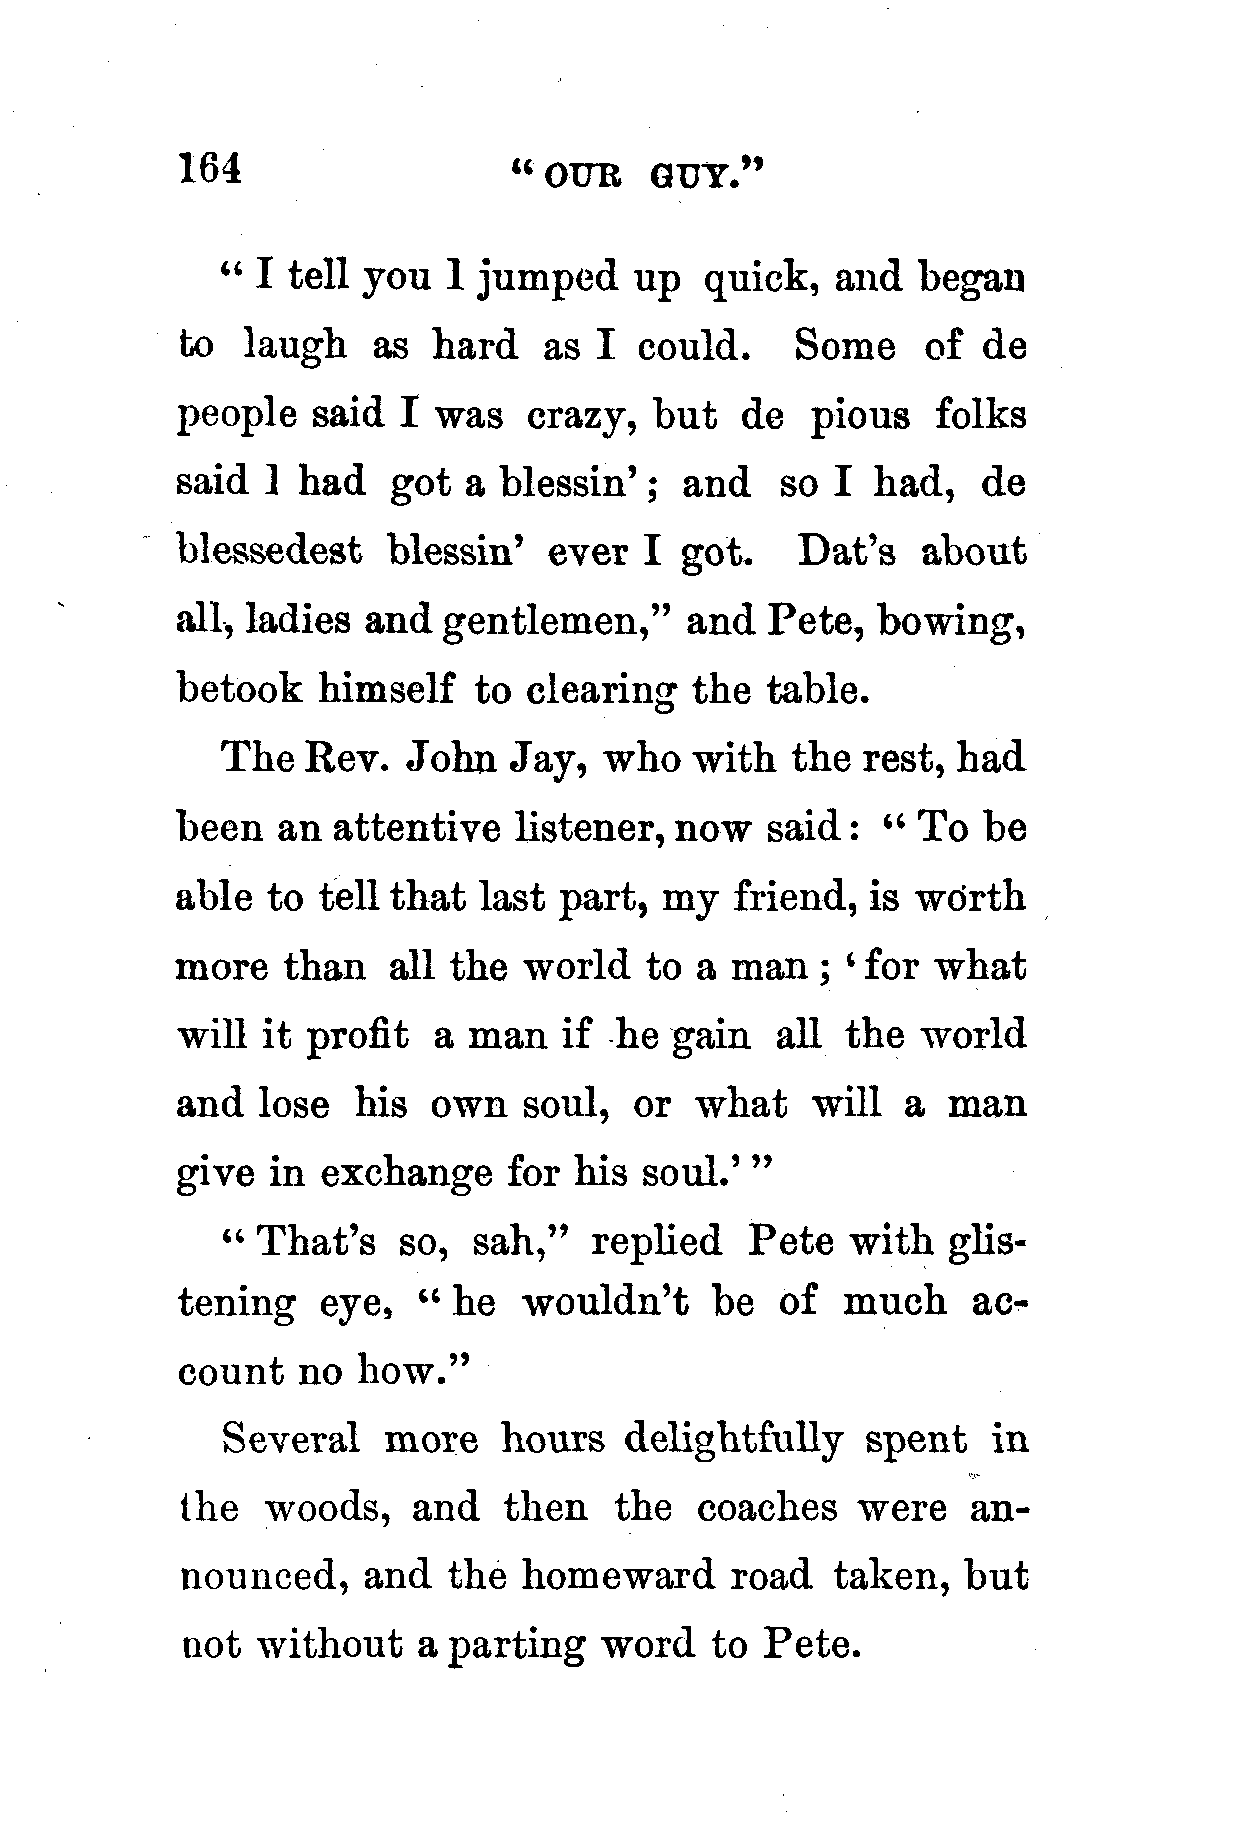 164 “ OUR GUY.”
“ I tell you I jumped up quick, and began
to laugh as hard as I could. Some of de
people said I was crazy, but de pious folks
said I had got a blessin’ ; and so I had, de
blessedest blessin’ ever I got. Dat’s about
all, ladies and gentlemen,” and Pete, bowing,
betook himself to clearing the table.
The Rev. John Jay, who with the rest, had
been an attentive listener, now said : “ To be
able to tell that last part, my friend, is worth
more than all the world to a man ; ‘ for what
will it profit a man if he gain all the world
and lose his own soul, or what will a man
give in exchange for his soul.’ ”
“ That’s so, sah,” replied Pete with glis-
tening eye, “ he wouldn’t be of much ac-
count no how.”
Several more hours delightfully spent in
the woods, and then the coaches were an-
nounced, and the homeward road taken, but
not without a parting word to Pete.